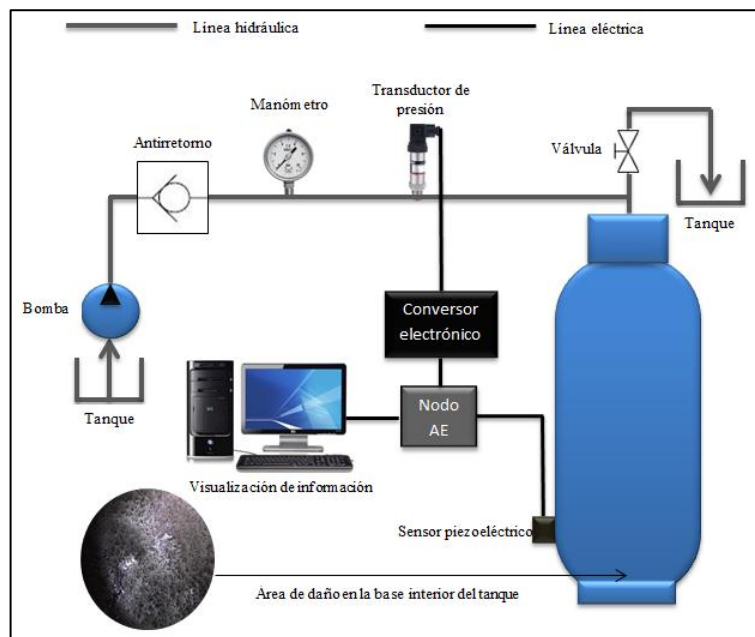 Línea hidráulica
Línea eléctrica
Manómetro
Transductor de
presión
Antirretorno
Válvula
Tanque
Bomba
Conversor
electrónico
Tanque
Nodo
AE
Visualización de información
Sensor piezoeléctrico
Área de daño en la base interior del tanque